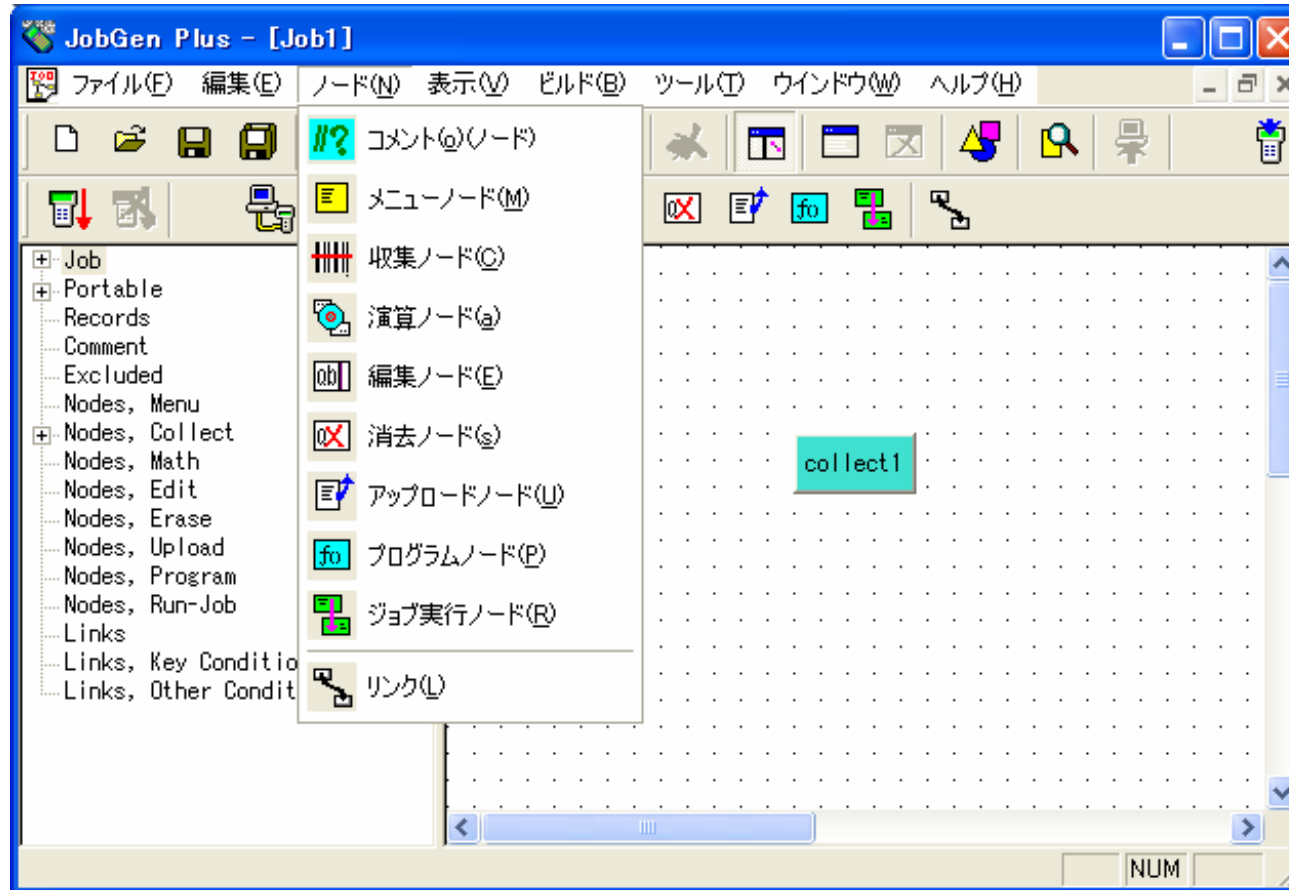 JobGen Plus - [Job1]
ファイル(F) 編集(E) ノード(N) 表示(V) ビルド(B) ツール(T) ウインドウ(W) ヘルプ(H)
コメント(o)(ノード)
メニューノード(M)
収集ノード(C)
演算ノード(a)
編集ノード(E)
消去ノード(s)
アップロードノード(U)
プログラムノード(P)
ジョブ実行ノード(R)
リンク(L)
Job
Portable
Records
Comment
Excluded
Nodes, Menu
Nodes, Collect
Nodes, Math
Nodes, Edit
Nodes, Erase
Nodes, Upload
Nodes, Program
Nodes, Run-Job
Links
Links, Key Conditio
Links, Other Condit
collect1
NUM